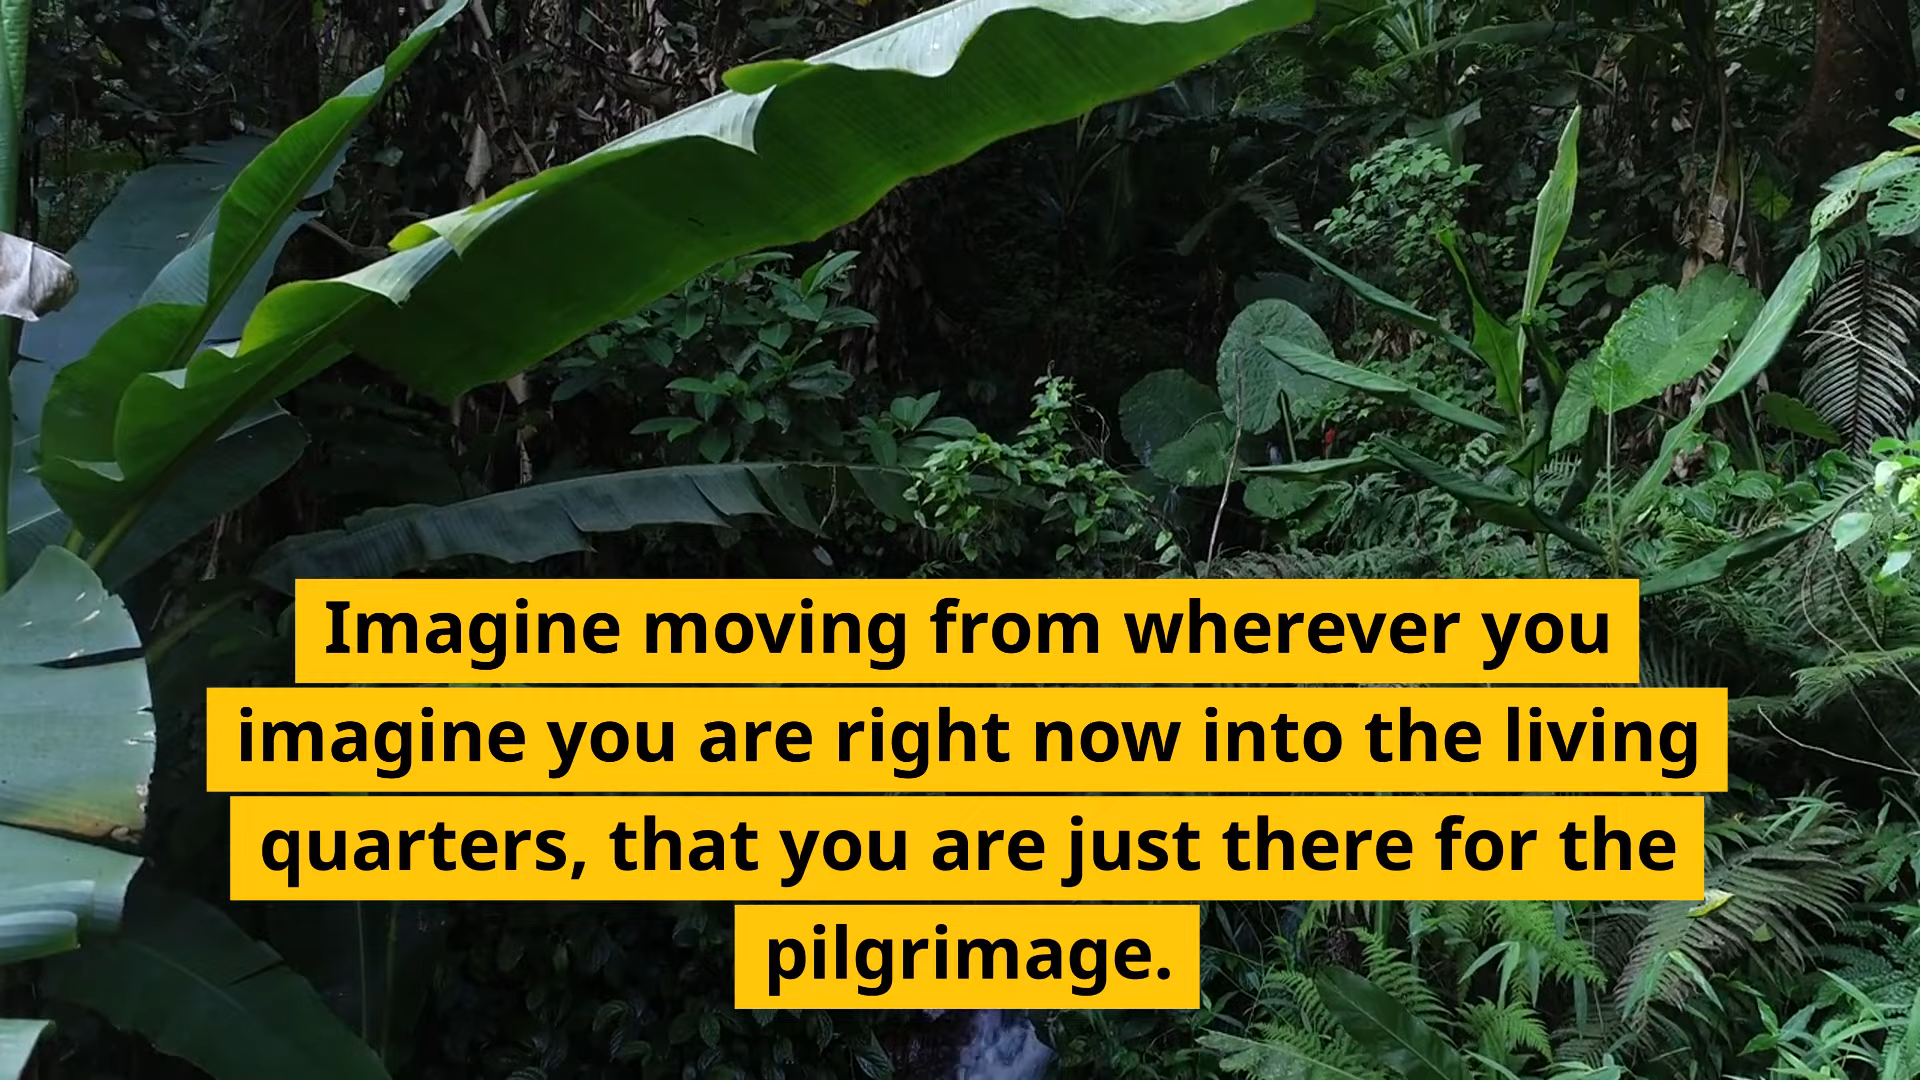 Imagine moving from wherever you
imagine you are right now into the living
quarters, that you are just there for the
pilgrimage.